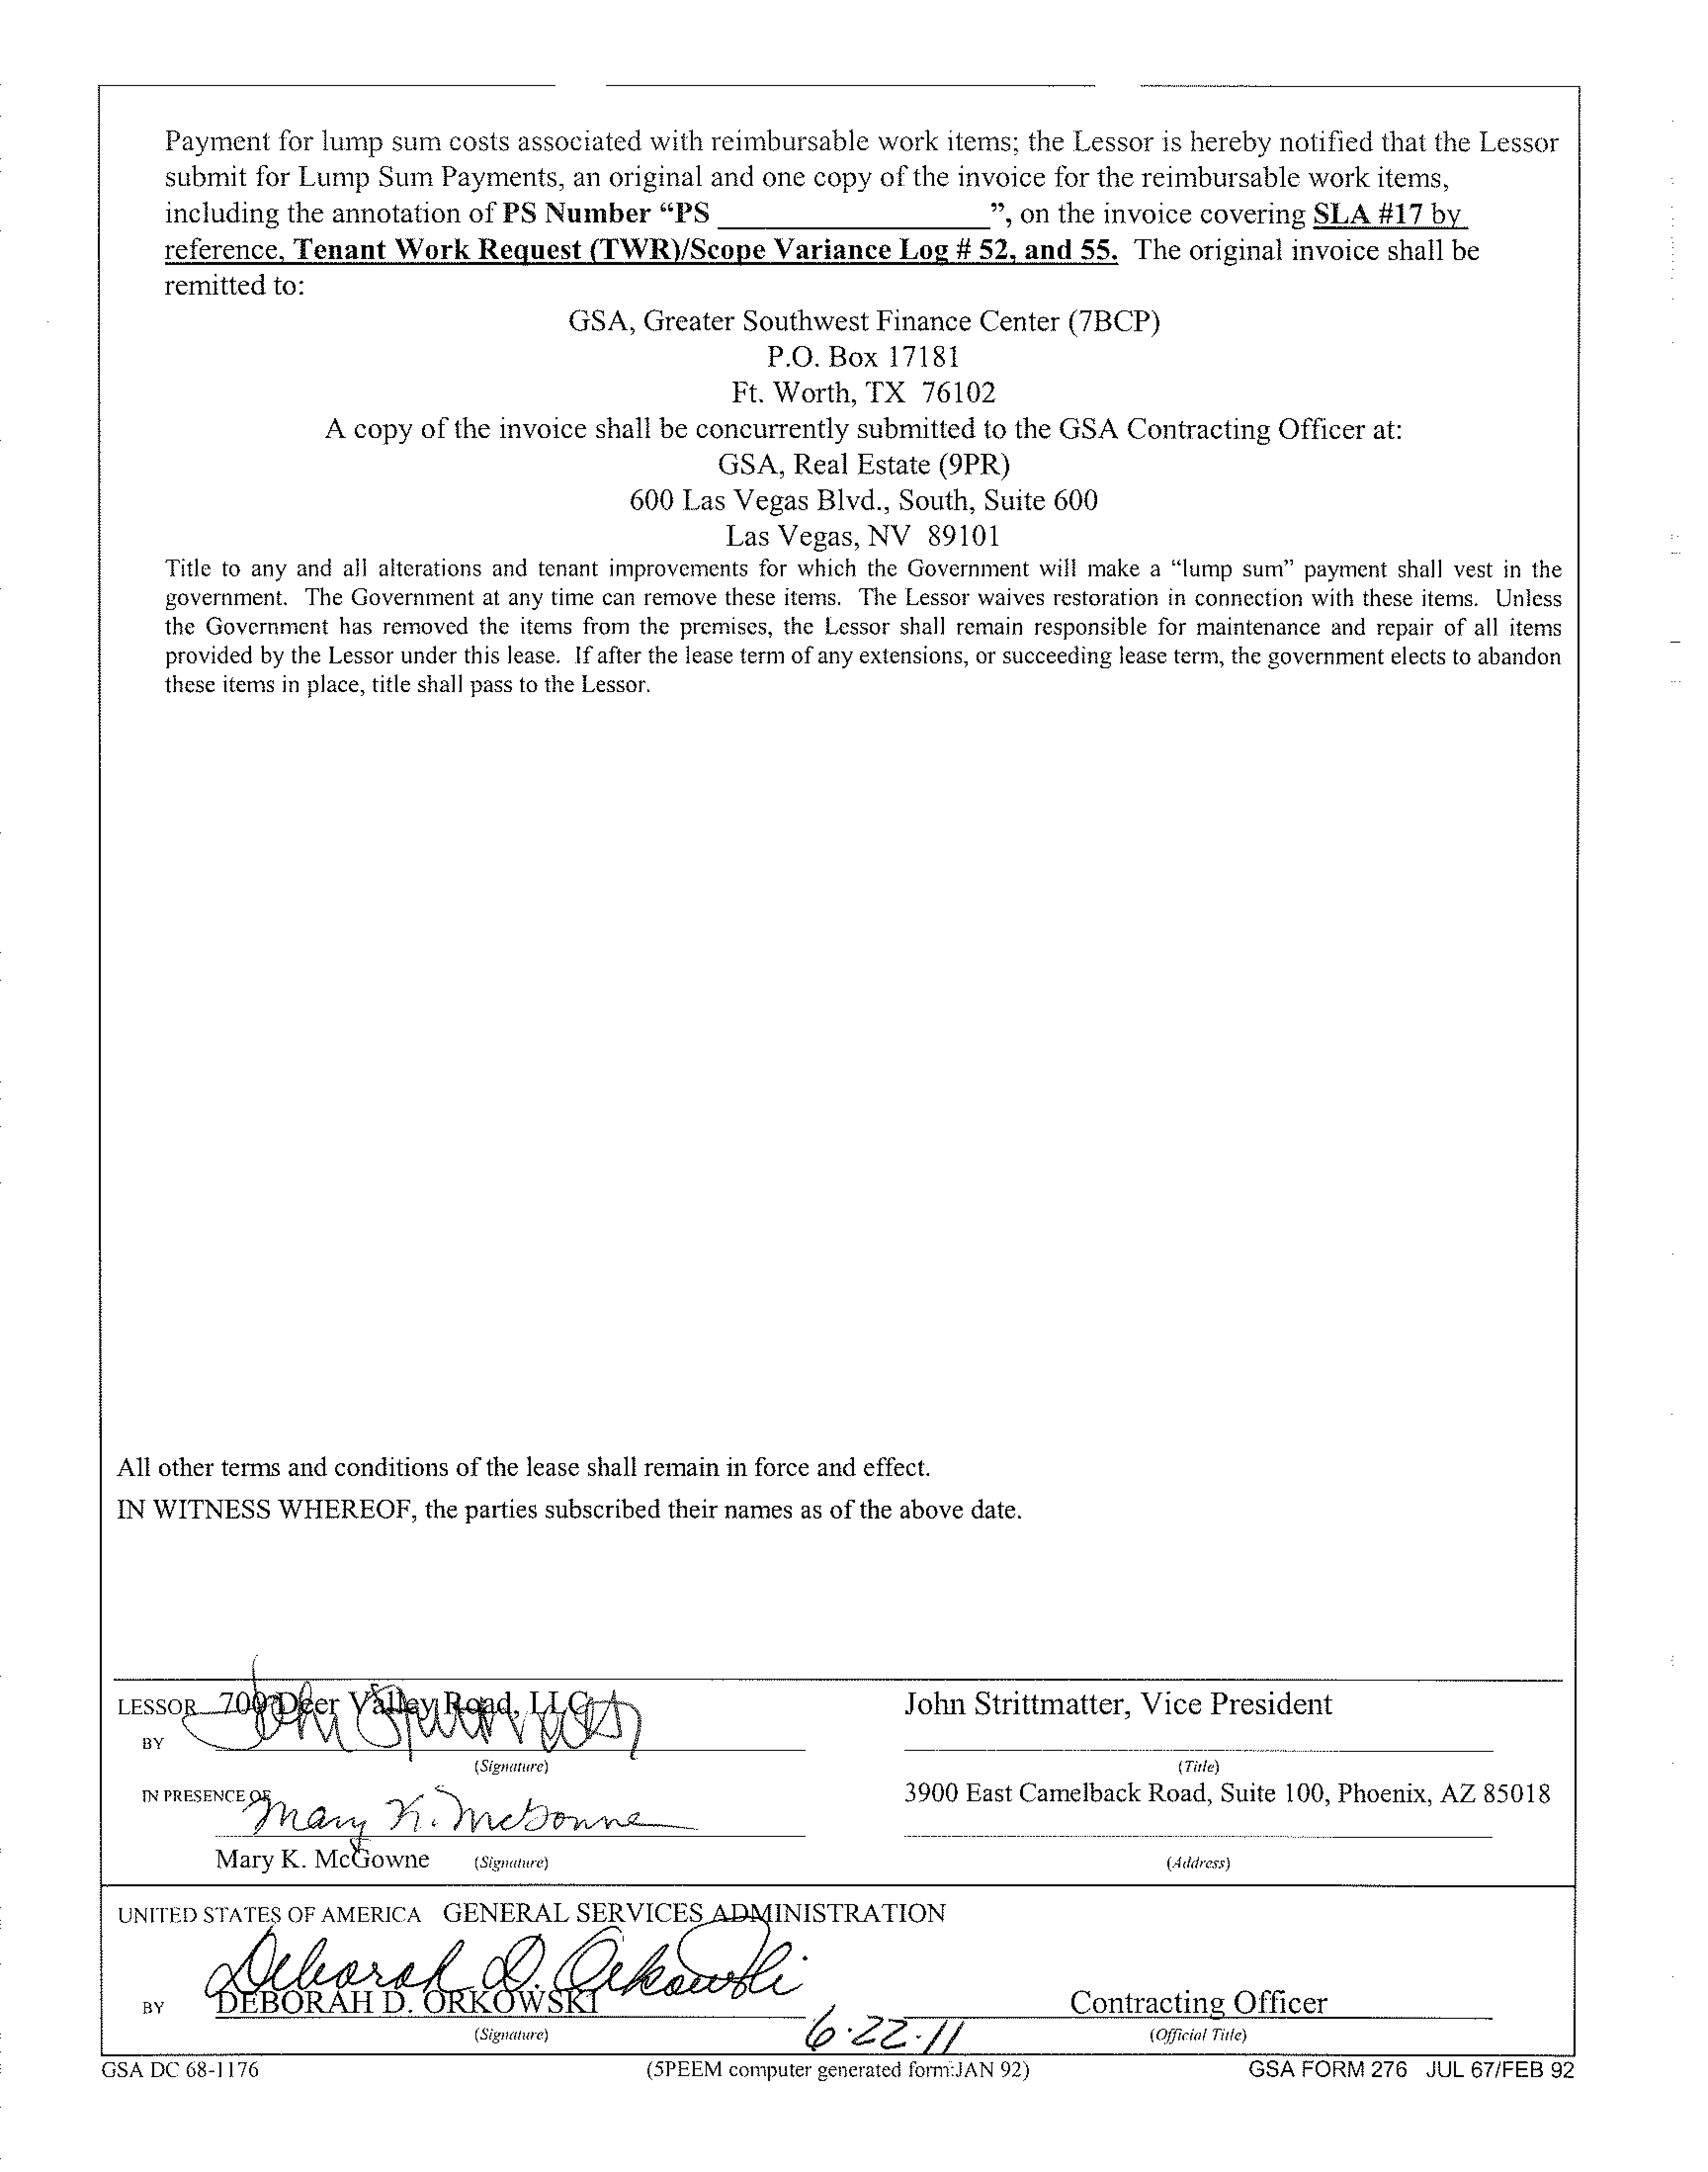 Payment for lump sum costs associated with reimbursable work items; the Lessor is hereby notified that the Lessor
submit for Lump Sum Payments, an original and one copy of the invoice for the reimbursable work items,
including the annotation of PS Number “PS ____________________”, on the invoice covering SLA #17 by
reference, Tenant Work Request (TWR)/Scope Variance Log # 52, and 55. The original invoice shall be
remitted to:
GSA, Greater Southwest Finance Center (7BCP)
P.O. Box 17181
Ft. Worth, TX 76102
A copy of the invoice shall be concurrently submitted to the GSA Contracting Officer at:
GSA, Real Estate (9PR)
600 Las Vegas Blvd., South, Suite 600
Las Vegas, NV 89101
Title to any and all alterations and tenant improvements for which the Government will make a “lump sum” payment shall vest in the
government. The Government at any time can remove these items. The Lessor waives restoration in connection with these items. Unless
the Government has removed the items from the premises, the Lessor shall remain responsible for maintenance and repair of all items
provided by the Lessor under this lease. If after the lease term of any extensions, or succeeding lease term, the government elects to abandon
these items in place, title shall pass to the Lessor.
All other terms and conditions of the lease shall remain in force and effect.
IN WITNESS WHEREOF, the parties subscribed their names as of the above date.
LESSOR 700 Deer Valley Road, LLC John Strittmatter, Vice President
BY
(Signature) (Title)
IN PRESENCE OF Mary K. McGowne 3900 East Camelback Road, Suite 100, Phoenix, AZ 85018
Mary K. McGowne (Signature) (Address)
UNITED STATES OF AMERICA GENERAL SERVICES ADMINISTRATION
Deborah D. Orkowski
BY DEBORAH D. ORKOWSKI Contracting Officer
(Signature) 6·22·11 (Official Title)
GSA DC 68-1176 (5PEEM computer generated form:JAN 92) GSA FORM 276 JUL 67/FEB 92